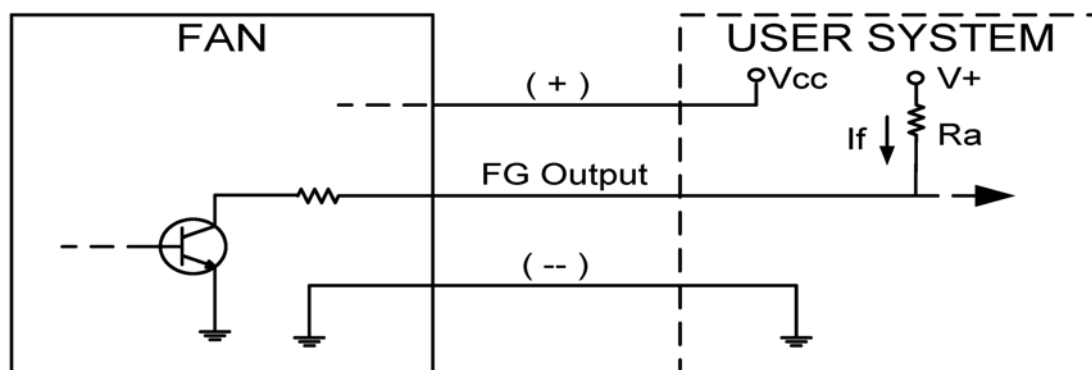 FAN
USER SYSTEM
( + )
Vcc
V+
If
Ra
FG Output
( -- )